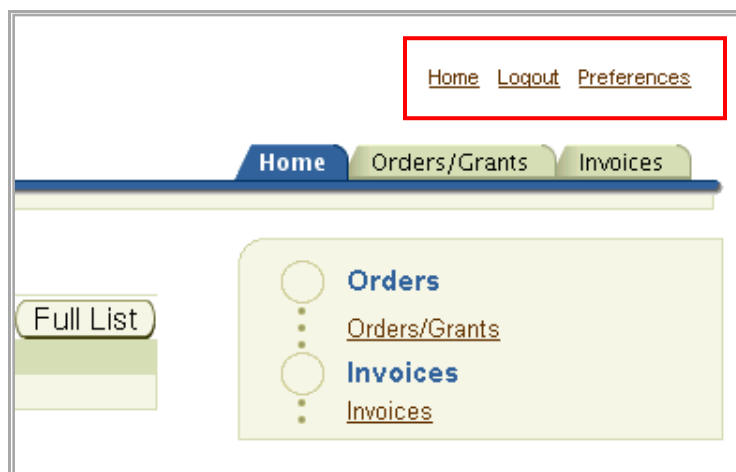 Home Logout Preferences
Home Orders/Grants Invoices
Full List
Orders
Orders/Grants
Invoices
Invoices